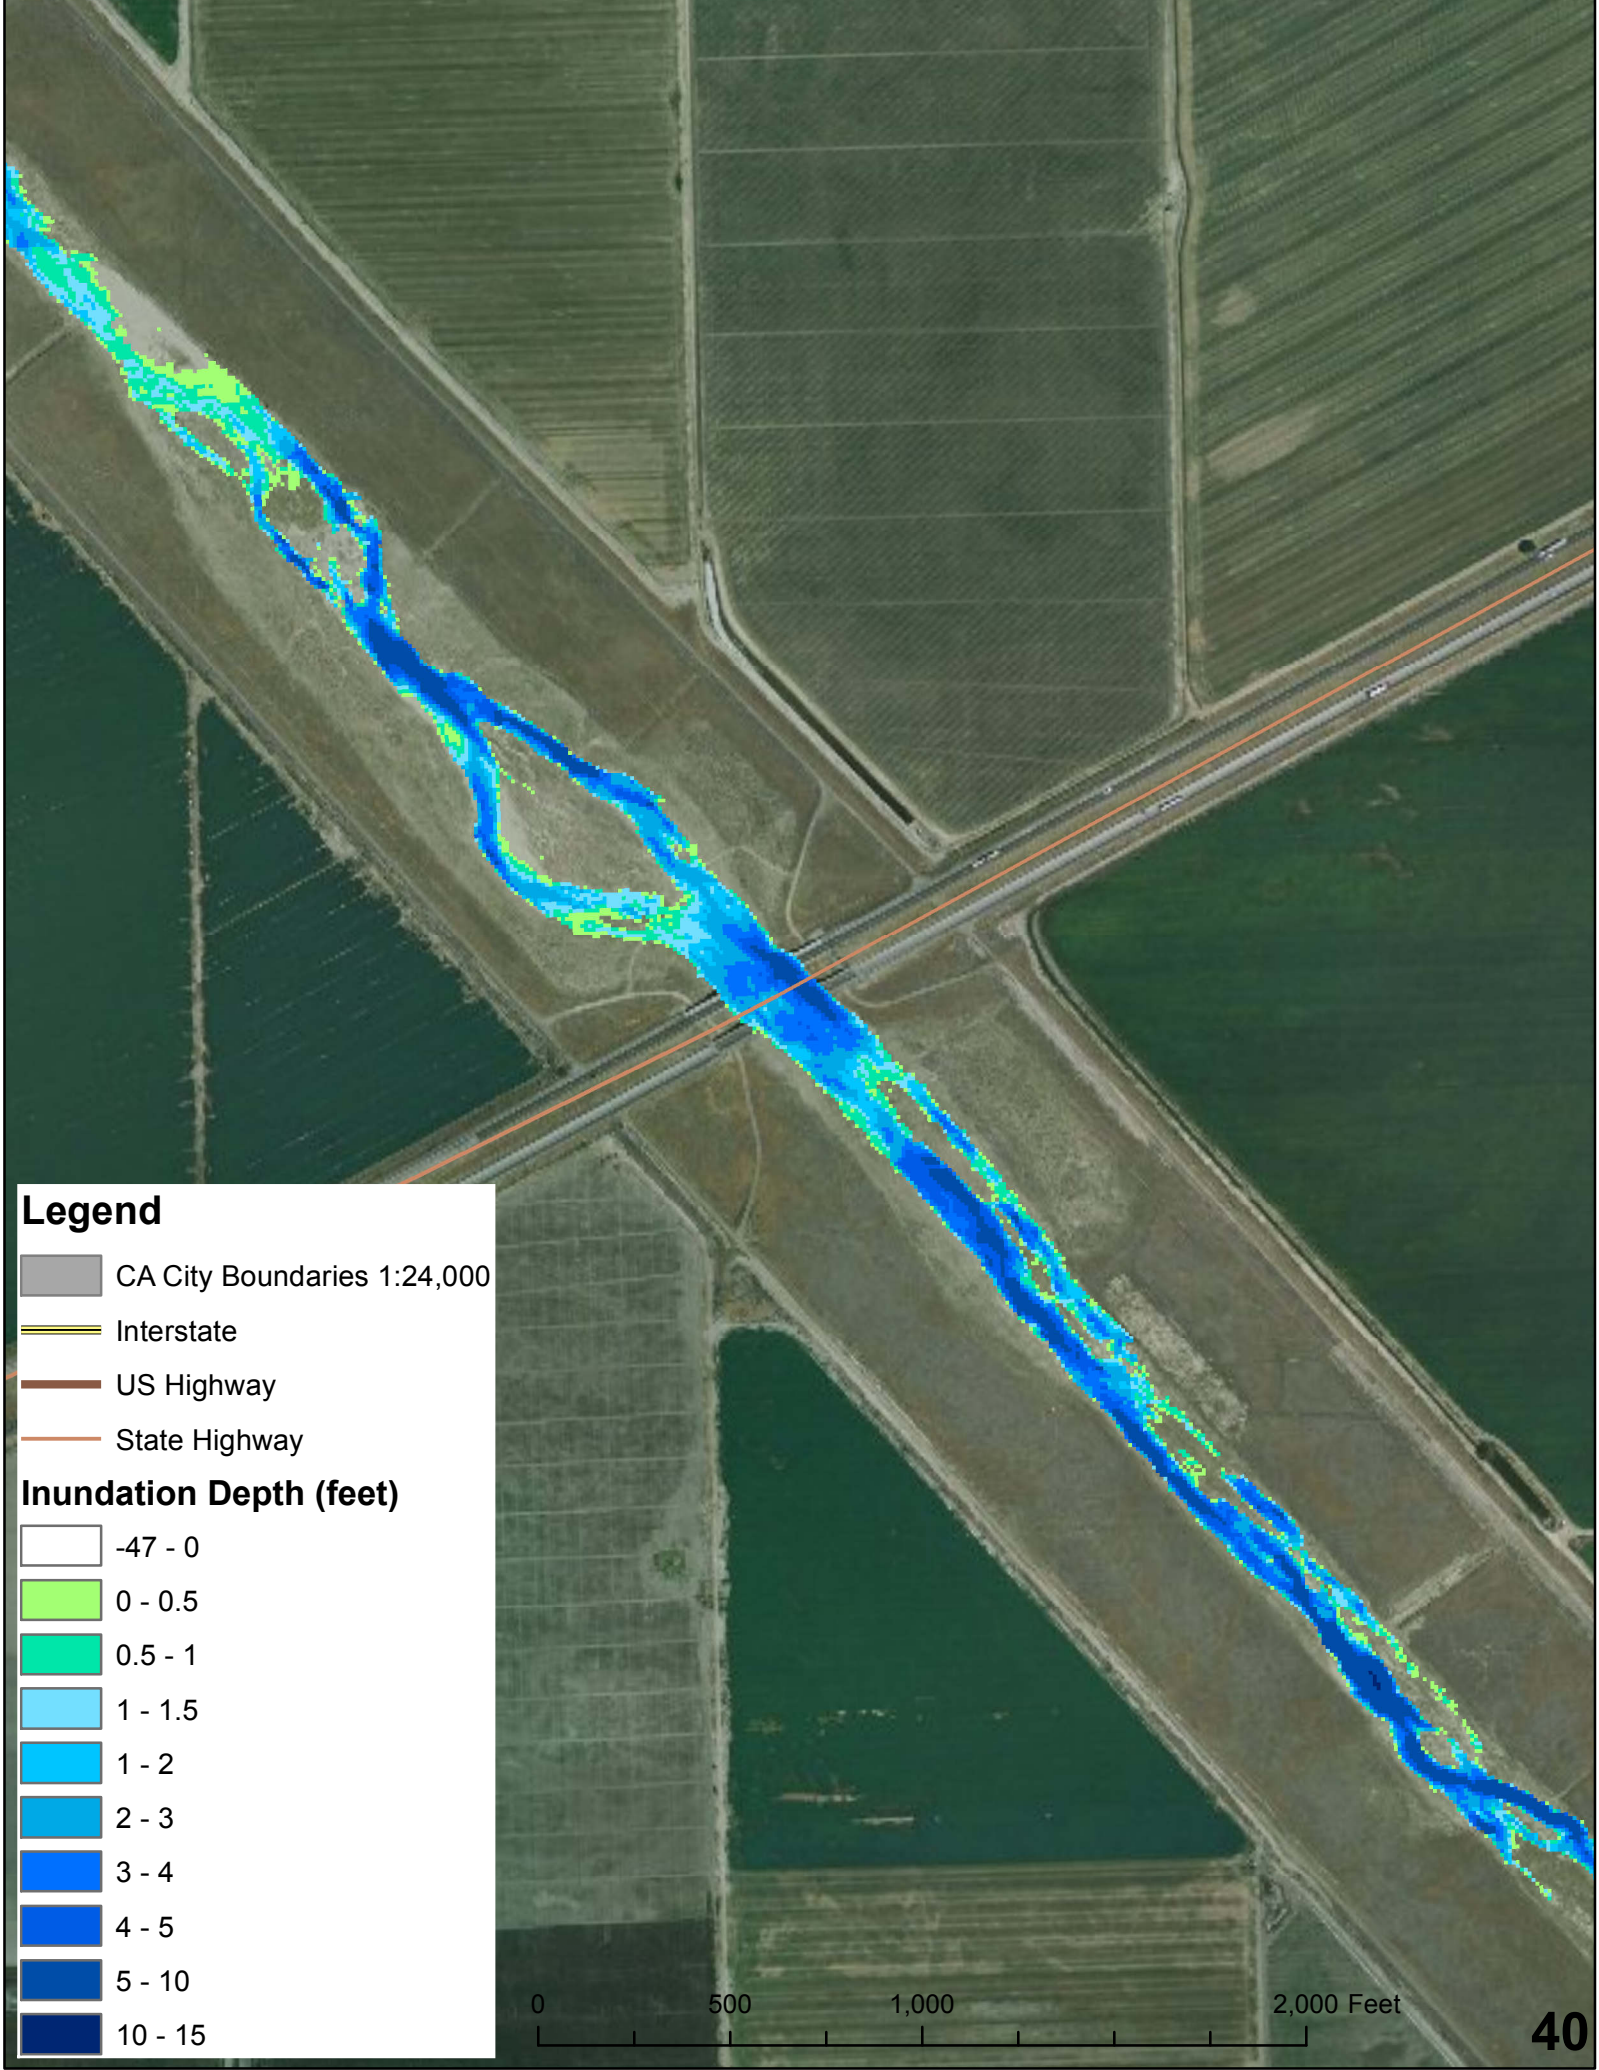 Legend
CA City Boundaries 1:24,000
Interstate
US Highway
State Highway
Inundation Depth (feet)
-47 - 0
0 - 0.5
0.5 - 1
1 - 1.5
1 - 2
2 - 3
3 - 4
4 - 5
5 - 10
10 - 15
0 500 1,000 2,000 Feet
40